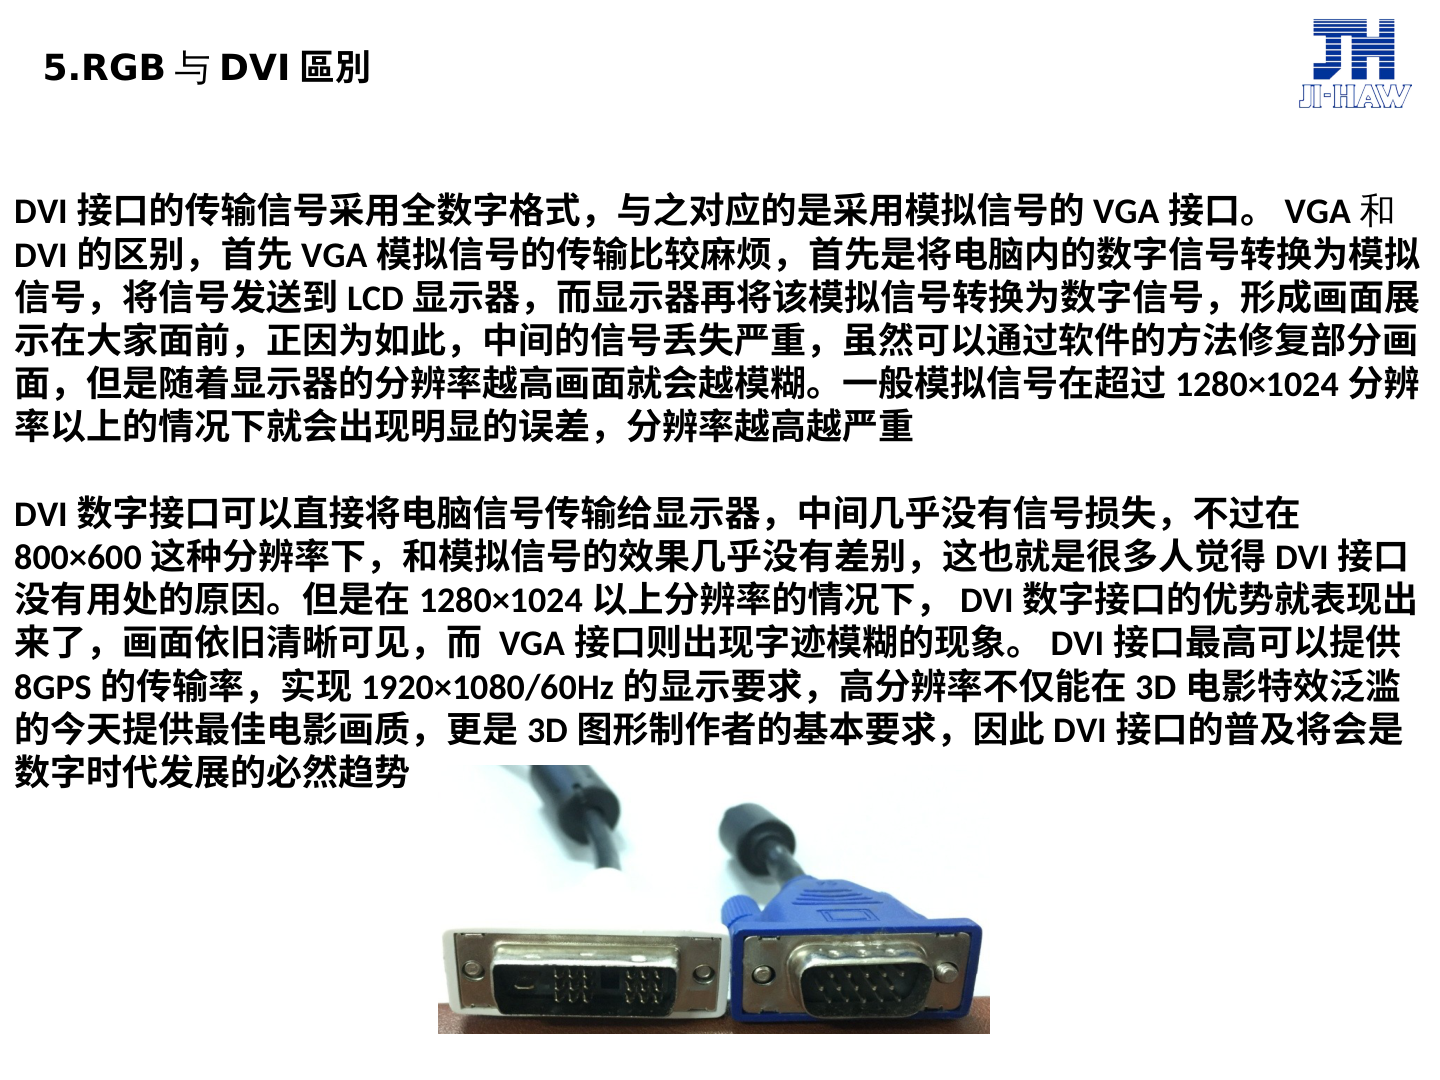 5.RGB 与 DVI 區別
JH
JI-HAW
DVI 接口的传输信号采用全数字格式，与之对应的是采用模拟信号的 VGA 接口。 VGA 和
DVI 的区别，首先 VGA 模拟信号的传输比较麻烦，首先是将电脑内的数字信号转换为模拟
信号，将信号发送到 LCD 显示器，而显示器再将该模拟信号转换为数字信号，形成画面展
示在大家面前，正因为如此，中间的信号丢失严重，虽然可以通过软件的方法修复部分画
面，但是随着显示器的分辨率越高画面就会越模糊。一般模拟信号在超过 1280×1024 分辨
率以上的情况下就会出现明显的误差，分辨率越高越严重
DVI 数字接口可以直接将电脑信号传输给显示器，中间几乎没有信号损失，不过在
800×600 这种分辨率下，和模拟信号的效果几乎没有差别，这也就是很多人觉得 DVI 接口
没有用处的原因。但是在 1280×1024 以上分辨率的情况下， DVI 数字接口的优势就表现出
来了，画面依旧清晰可见，而 VGA 接口则出现字迹模糊的现象。 DVI 接口最高可以提供
8GPS 的传输率，实现 1920×1080/60Hz 的显示要求，高分辨率不仅能在 3D 电影特效泛滥
的今天提供最佳电影画质，更是 3D 图形制作者的基本要求，因此 DVI 接口的普及将会是
数字时代发展的必然趋势